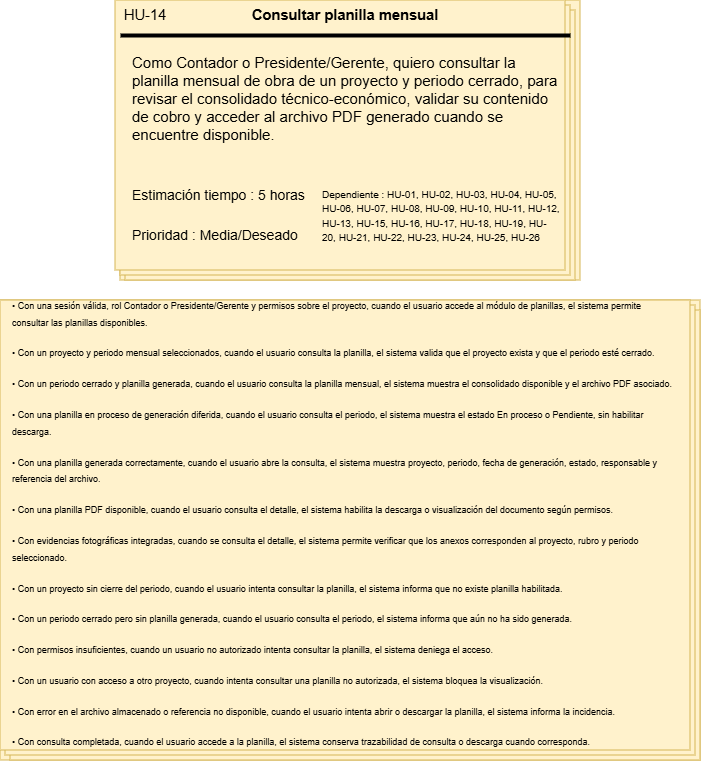 HU-14
Consultar planilla mensual
Como Contador o Presidente/Gerente, quiero consultar la
planilla mensual de obra de un proyecto y periodo cerrado, para
revisar el consolidado técnico-económico, validar su contenido
de cobro y acceder al archivo PDF generado cuando se
encuentre disponible.
Estimación tiempo : 5 horas
Dependiente : HU-01, HU-02, HU-03, HU-04, HU-05,
HU-06, HU-07, HU-08, HU-09, HU-10, HU-11, HU-12,
HU-13, HU-15, HU-16, HU-17, HU-18, HU-19, HU-
20, HU-21, HU-22, HU-23, HU-24, HU-25, HU-26
Prioridad : Media/Deseado
• Con una sesión válida, rol Contador o Presidente/Gerente y permisos sobre el proyecto, cuando el usuario accede al módulo de planillas, el sistema permite
consultar las planillas disponibles.
• Con un proyecto y periodo mensual seleccionados, cuando el usuario consulta la planilla, el sistema valida que el proyecto exista y que el periodo esté cerrado.
• Con un periodo cerrado y planilla generada, cuando el usuario consulta la planilla mensual, el sistema muestra el consolidado disponible y el archivo PDF asociado.
• Con una planilla en proceso de generación diferida, cuando el usuario consulta el periodo, el sistema muestra el estado En proceso o Pendiente, sin habilitar
descarga.
• Con una planilla generada correctamente, cuando el usuario abre la consulta, el sistema muestra proyecto, periodo, fecha de generación, estado, responsable y
referencia del archivo.
• Con una planilla PDF disponible, cuando el usuario consulta el detalle, el sistema habilita la descarga o visualización del documento según permisos.
• Con evidencias fotográficas integradas, cuando se consulta el detalle, el sistema permite verificar que los anexos corresponden al proyecto, rubro y periodo
seleccionado.
• Con un proyecto sin cierre del periodo, cuando el usuario intenta consultar la planilla, el sistema informa que no existe planilla habilitada.
• Con un periodo cerrado pero sin planilla generada, cuando el usuario consulta el periodo, el sistema informa que aún no ha sido generada.
• Con permisos insuficientes, cuando un usuario no autorizado intenta consultar la planilla, el sistema deniega el acceso.
• Con un usuario con acceso a otro proyecto, cuando intenta consultar una planilla no autorizada, el sistema bloquea la visualización.
• Con error en el archivo almacenado o referencia no disponible, cuando el usuario intenta abrir o descargar la planilla, el sistema informa la incidencia.
• Con consulta completada, cuando el usuario accede a la planilla, el sistema conserva trazabilidad de consulta o descarga cuando corresponda.